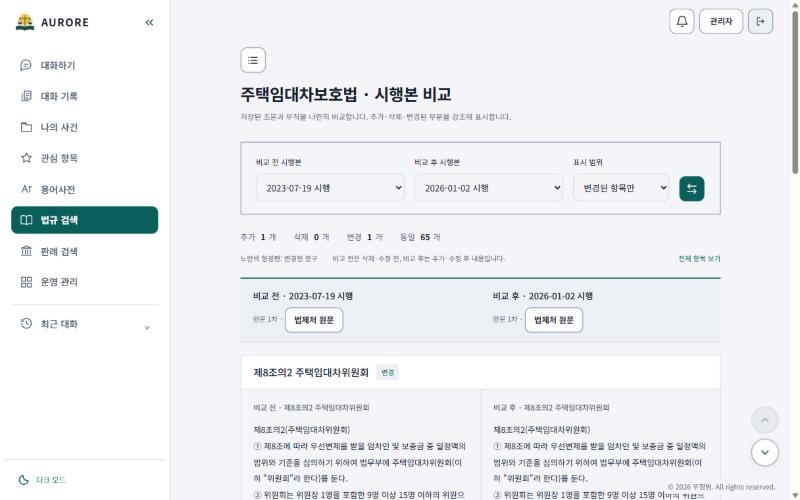 AURORE
«
관리자
대화하기
대화 기록
나의 사건
관심 항목
용어사전
법규 검색
판례 검색
운영 관리
최근 대화
다크 모드
주택임대차보호법 · 시행본 비교
저장된 조문과 부칙을 나란히 비교합니다. 추가·삭제·변경된 부분을 강조해 표시합니다.
비교 전 시행본 비교 후 시행본 표시 범위
2023-07-19 시행 2026-01-02 시행 변경된 항목만
추가 1 개 삭제 0 개 변경 1 개 동일 65 개
노란색 형광펜: 변경된 문구 비교 전은 삭제·수정 전, 비교 후는 추가·수정 후 내용입니다. 전체 항목 보기
비교 전 · 2023-07-19 시행 비교 후 · 2026-01-02 시행
원문 1차 · 법제처 원문 원문 1차 · 법제처 원문
제8조의2 주택임대차위원회 변경
비교 전 · 제8조의2 주택임대차위원회
제8조의2(주택임대차위원회)
① 제8조에 따라 우선변제를 받을 임차인 및 보증금 중 일정액의
범위와 기준을 심의하기 위하여 법무부에 주택임대차위원회(이
하 "위원회"라 한다)를 둔다.
② 위원회는 위원장 1명을 포함한 9명 이상 15명 이하의 위원으
비교 후 · 제8조의2 주택임대차위원회
제8조의2(주택임대차위원회)
① 제8조에 따라 우선변제를 받을 임차인 및 보증금 중 일정액의
범위와 기준을 심의하기 위하여 법무부에 주택임대차위원회(이
하 "위원회"라 한다)를 둔다.
② 위원회는 위원장 1명을 포함한 9명 이상 15명 이하의 위원으
© 2026 우정범. All rights reserved.